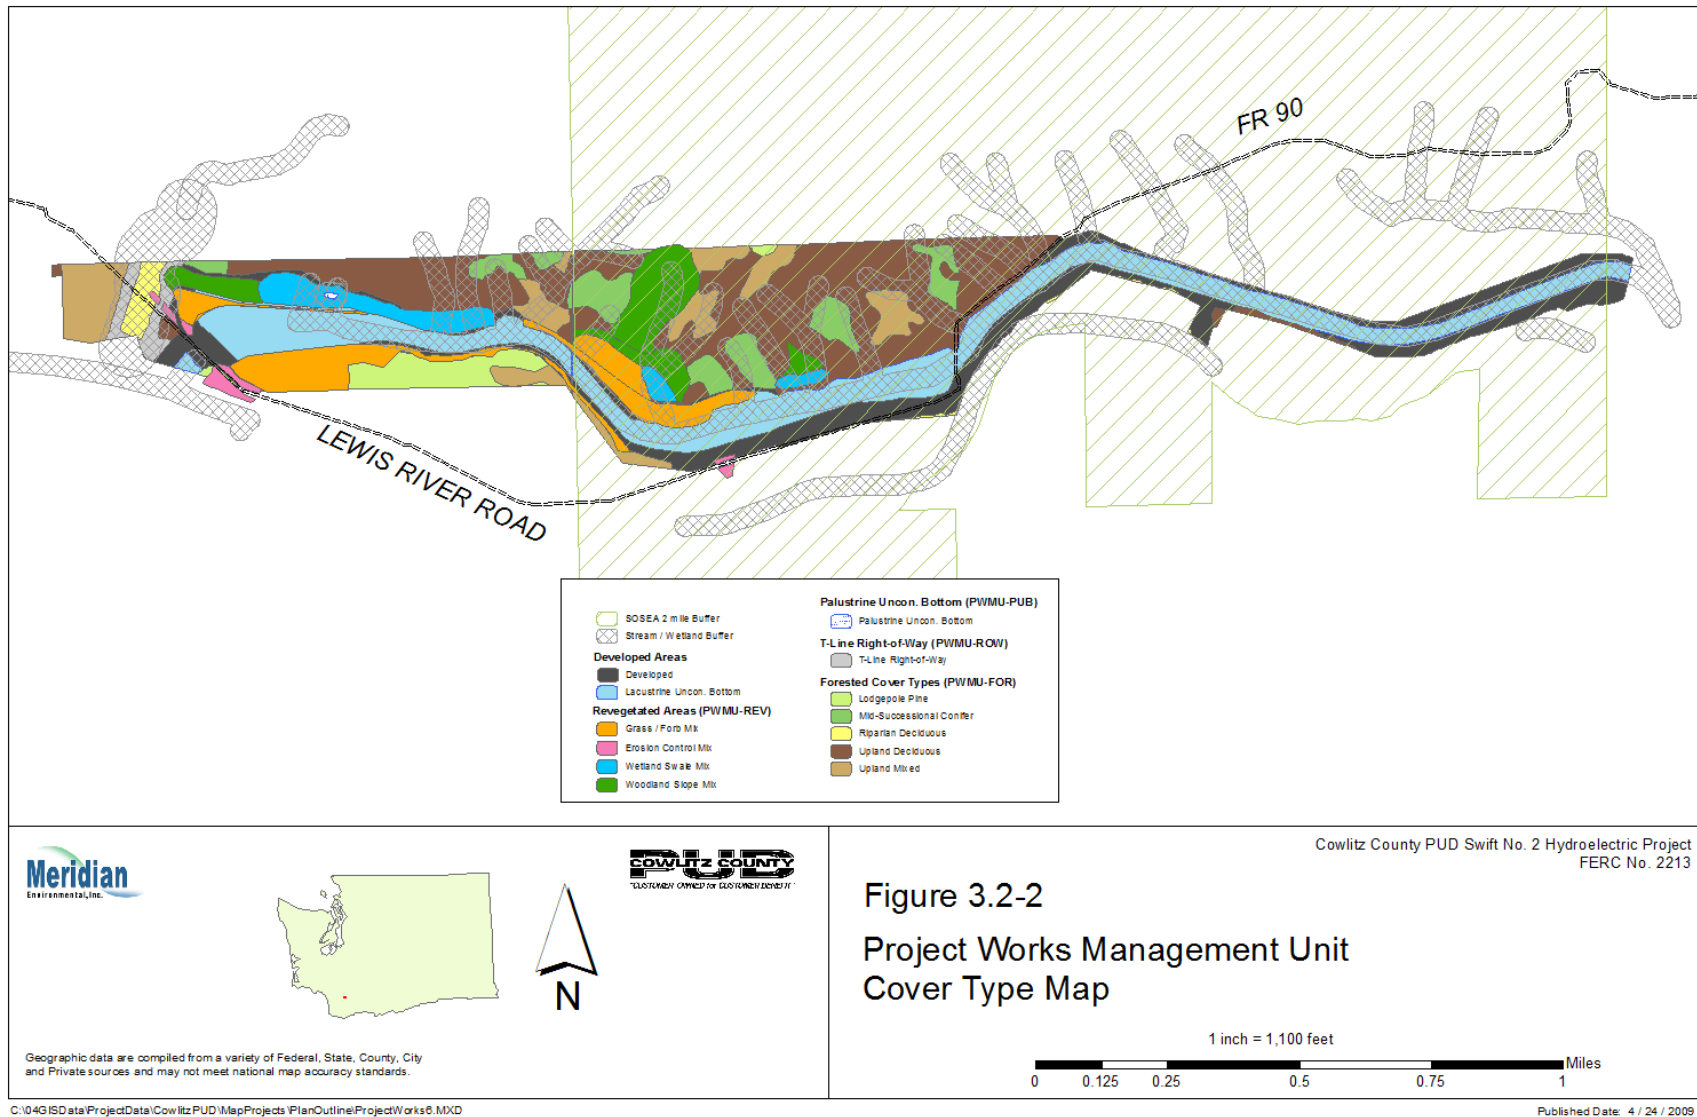 FR 90
LEWIS RIVER ROAD
SOSEA 2 mile Buffer
Stream / Wetland Buffer
Developed Areas
Developed
Lacustrine Uncon. Bottom
Revegetated Areas (PWMU-REV)
Grass / Forb Mix
Erosion Control Mix
Wetland Swale Mix
Woodland Slope Mix
Palustrine Uncon. Bottom (PWMU-PUB)
Palustrine Uncon. Bottom
T-Line Right-of-Way (PWMU-ROW)
T-Line Right-of-Way
Forested Cover Types (PWMU-FOR)
Lodgepole Pine
Mid-Successional Conifer
Riparian Deciduous
Upland Deciduous
Upland Mixed
Meridian
Environmental, Inc.
PUD
COWLITZ COUNTY
"CUSTOMER OWNED for CUSTOMER BENEFIT"
N
Geographic data are compiled from a variety of Federal, State, County, City
and Private sources and may not meet national map accuracy standards.
Cowlitz County PUD Swift No. 2 Hydroelectric Project
FERC No. 2213
Figure 3.2-2
Project Works Management Unit
Cover Type Map
1 inch = 1,100 feet
Miles
0 0.125 0.25 0.5 0.75 1
C:\04GISData\ProjectData\CowlitzPUD\MapProjects\PlanOutline\ProjectWorks6.MXD
Published Date: 4 / 24 / 2009